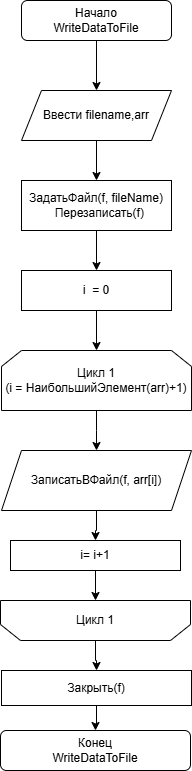 Начало
WriteDataToFile
Ввести filename,arr
ЗадатьФайл(f, fileName)
Перезаписать(f)
i = 0
Цикл 1
(i = НаибольшийЭлемент(arr)+1)
ЗаписатьВФайл(f, arr[i])
i= i+1
Цикл 1
Закрыть(f)
Конец
WriteDataToFile